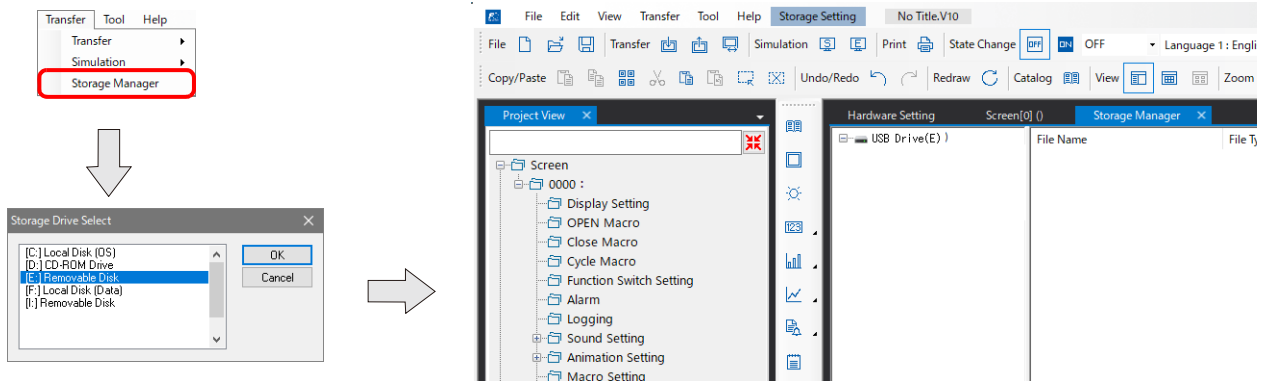 Transfer Tool Help
Transfer
Simulation
Storage Manager
Storage Drive Select
[C:] Local Disk (OS)
[D:] CD-ROM Drive
[E:] Removable Disk
[F:] Local Disk (Data)
[I:] Removable Disk
OK
Cancel
File Edit View Transfer Tool Help Storage Setting No Title.V10
File Transfer Simulation S E Print State Change OFF ON OFF Language 1 : Engli
Copy/Paste Undo/Redo Redraw Catalog View Zoom
Project View
Screen
0000 :
Display Setting
OPEN Macro
Close Macro
Cycle Macro
Function Switch Setting
Alarm
Logging
Sound Setting
Animation Setting
Macro Setting
123
Hardware Setting Screen[0] () Storage Manager
USB Drive(E) )
File Name File Ty